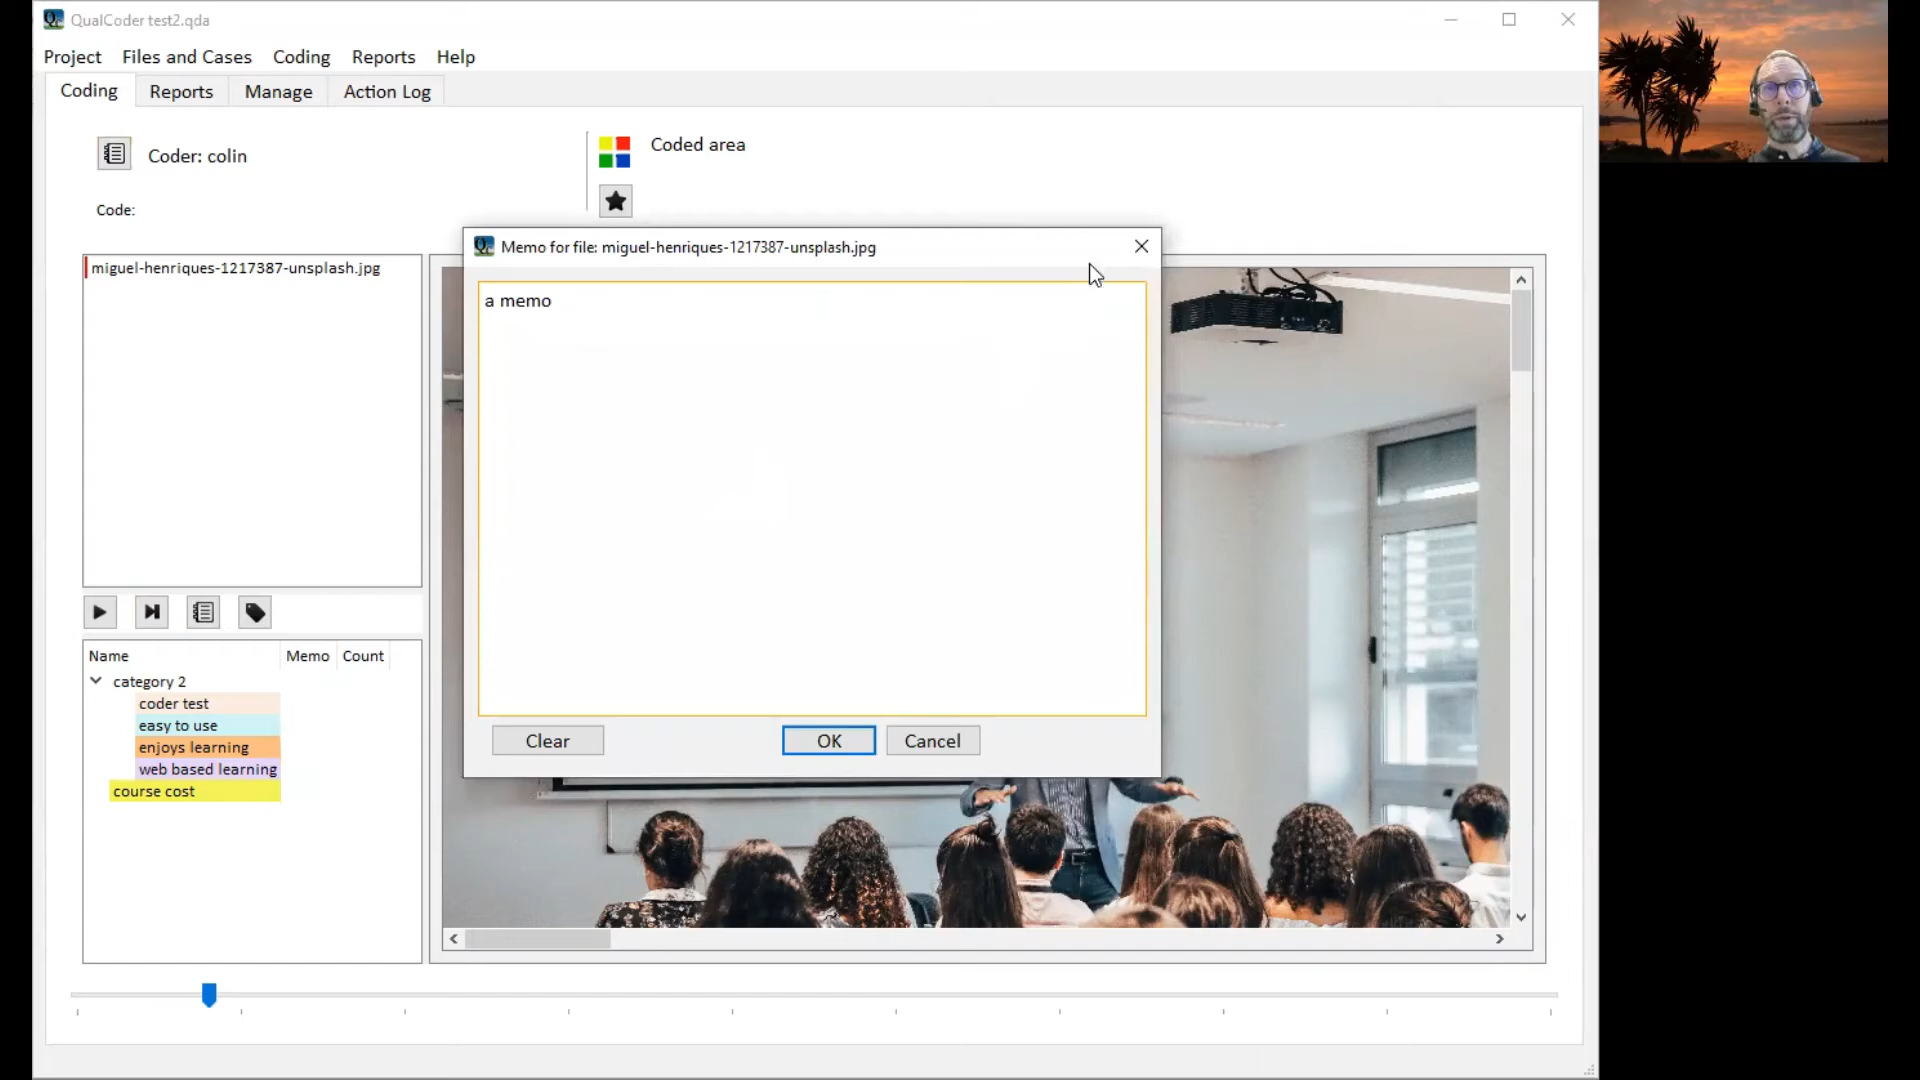 QualCoder test2.qda
Project Files and Cases Coding Reports Help
Coding Reports Manage Action Log
Coder: colin
Coded area
Code:
Memo for file: miguel-henriques-1217387-unsplash.jpg
miguel-henriques-1217387-unsplash.jpg
a memo
Clear OK Cancel
Name Memo Count
category 2
coder test
easy to use
enjoys learning
web based learning
course cost